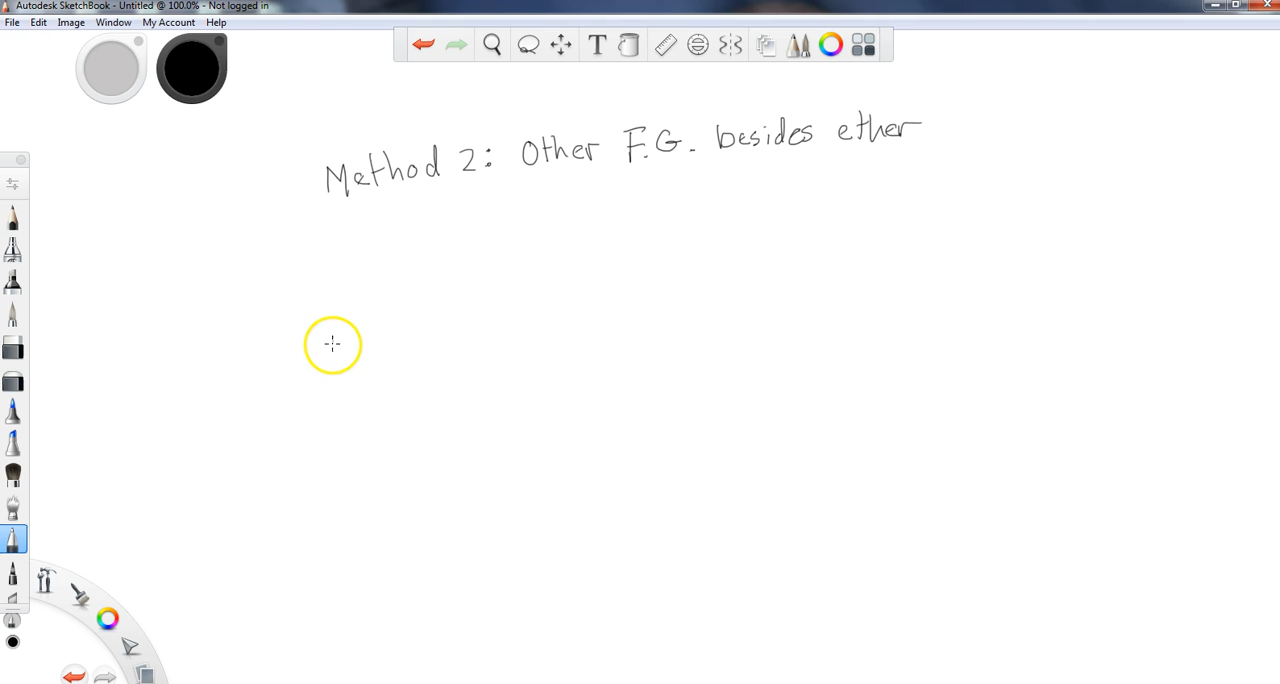 Autodesk SketchBook - Untitled @ 100.0% - Not logged in
File Edit Image Window My Account Help
T
Method 2: Other F.G. besides ether